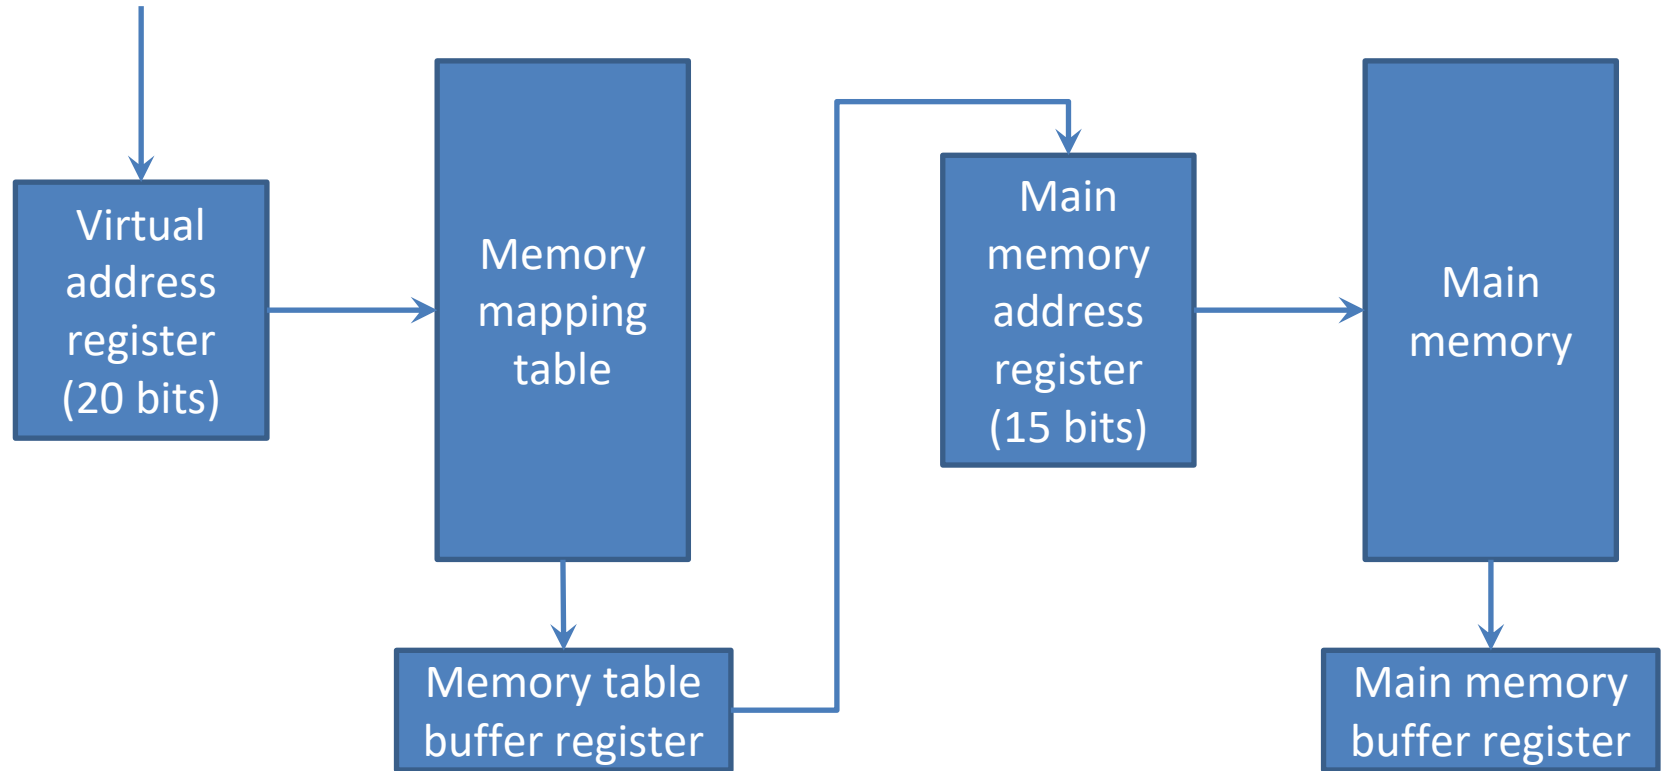 Virtual
address
register
(20 bits)
Memory
mapping
table
Memory table
buffer register
Main
memory
address
register
(15 bits)
Main
memory
Main memory
buffer register